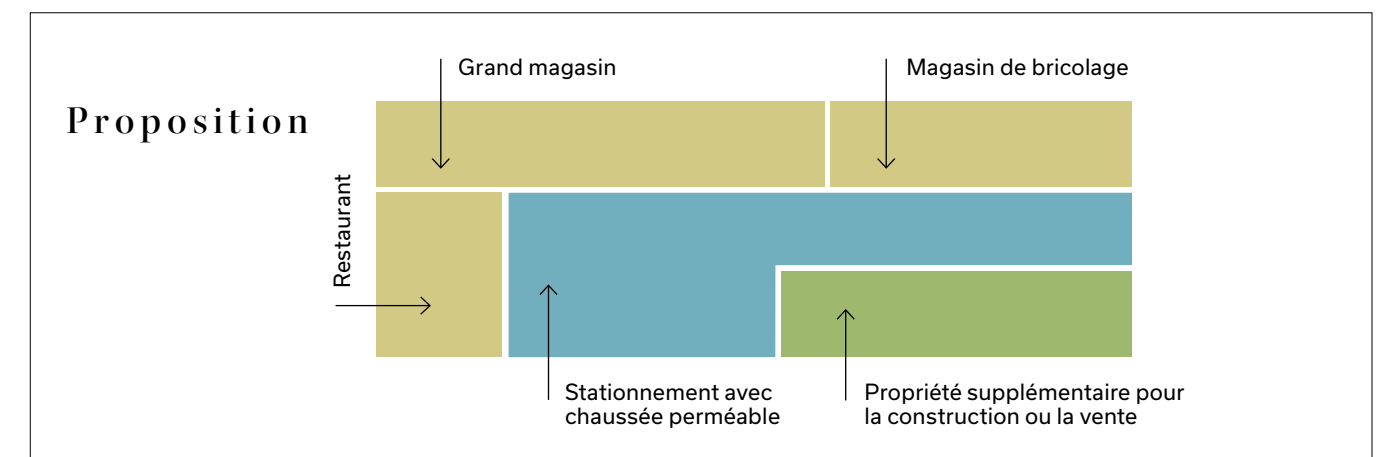 Grand magasin
Magasin de bricolage
Proposition
Restaurant
Stationnement avec
chaussée perméable
Propriété supplémentaire pour
la construction ou la vente